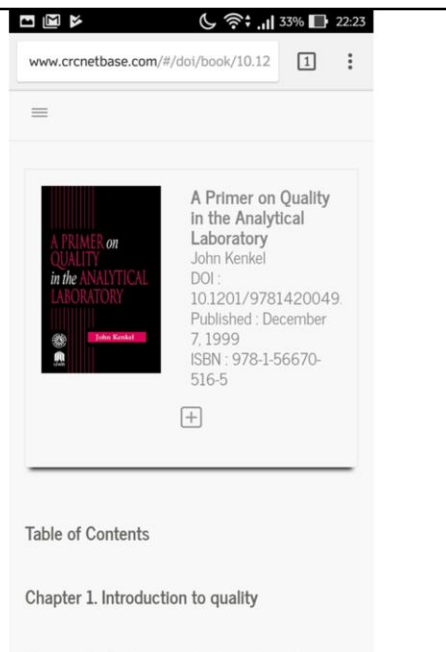 33% 22:23
www.crcnetbase.com/#/doi/book/10.12
1
A PRIMER on
QUALITY
in the ANALYTICAL
LABORATORY
John Kenkel
LEWIS
A Primer on Quality
in the Analytical
Laboratory
John Kenkel
DOI :
10.1201/9781420049.
Published : December
7, 1999
ISBN : 978-1-56670-
516-5
Table of Contents
Chapter 1. Introduction to quality